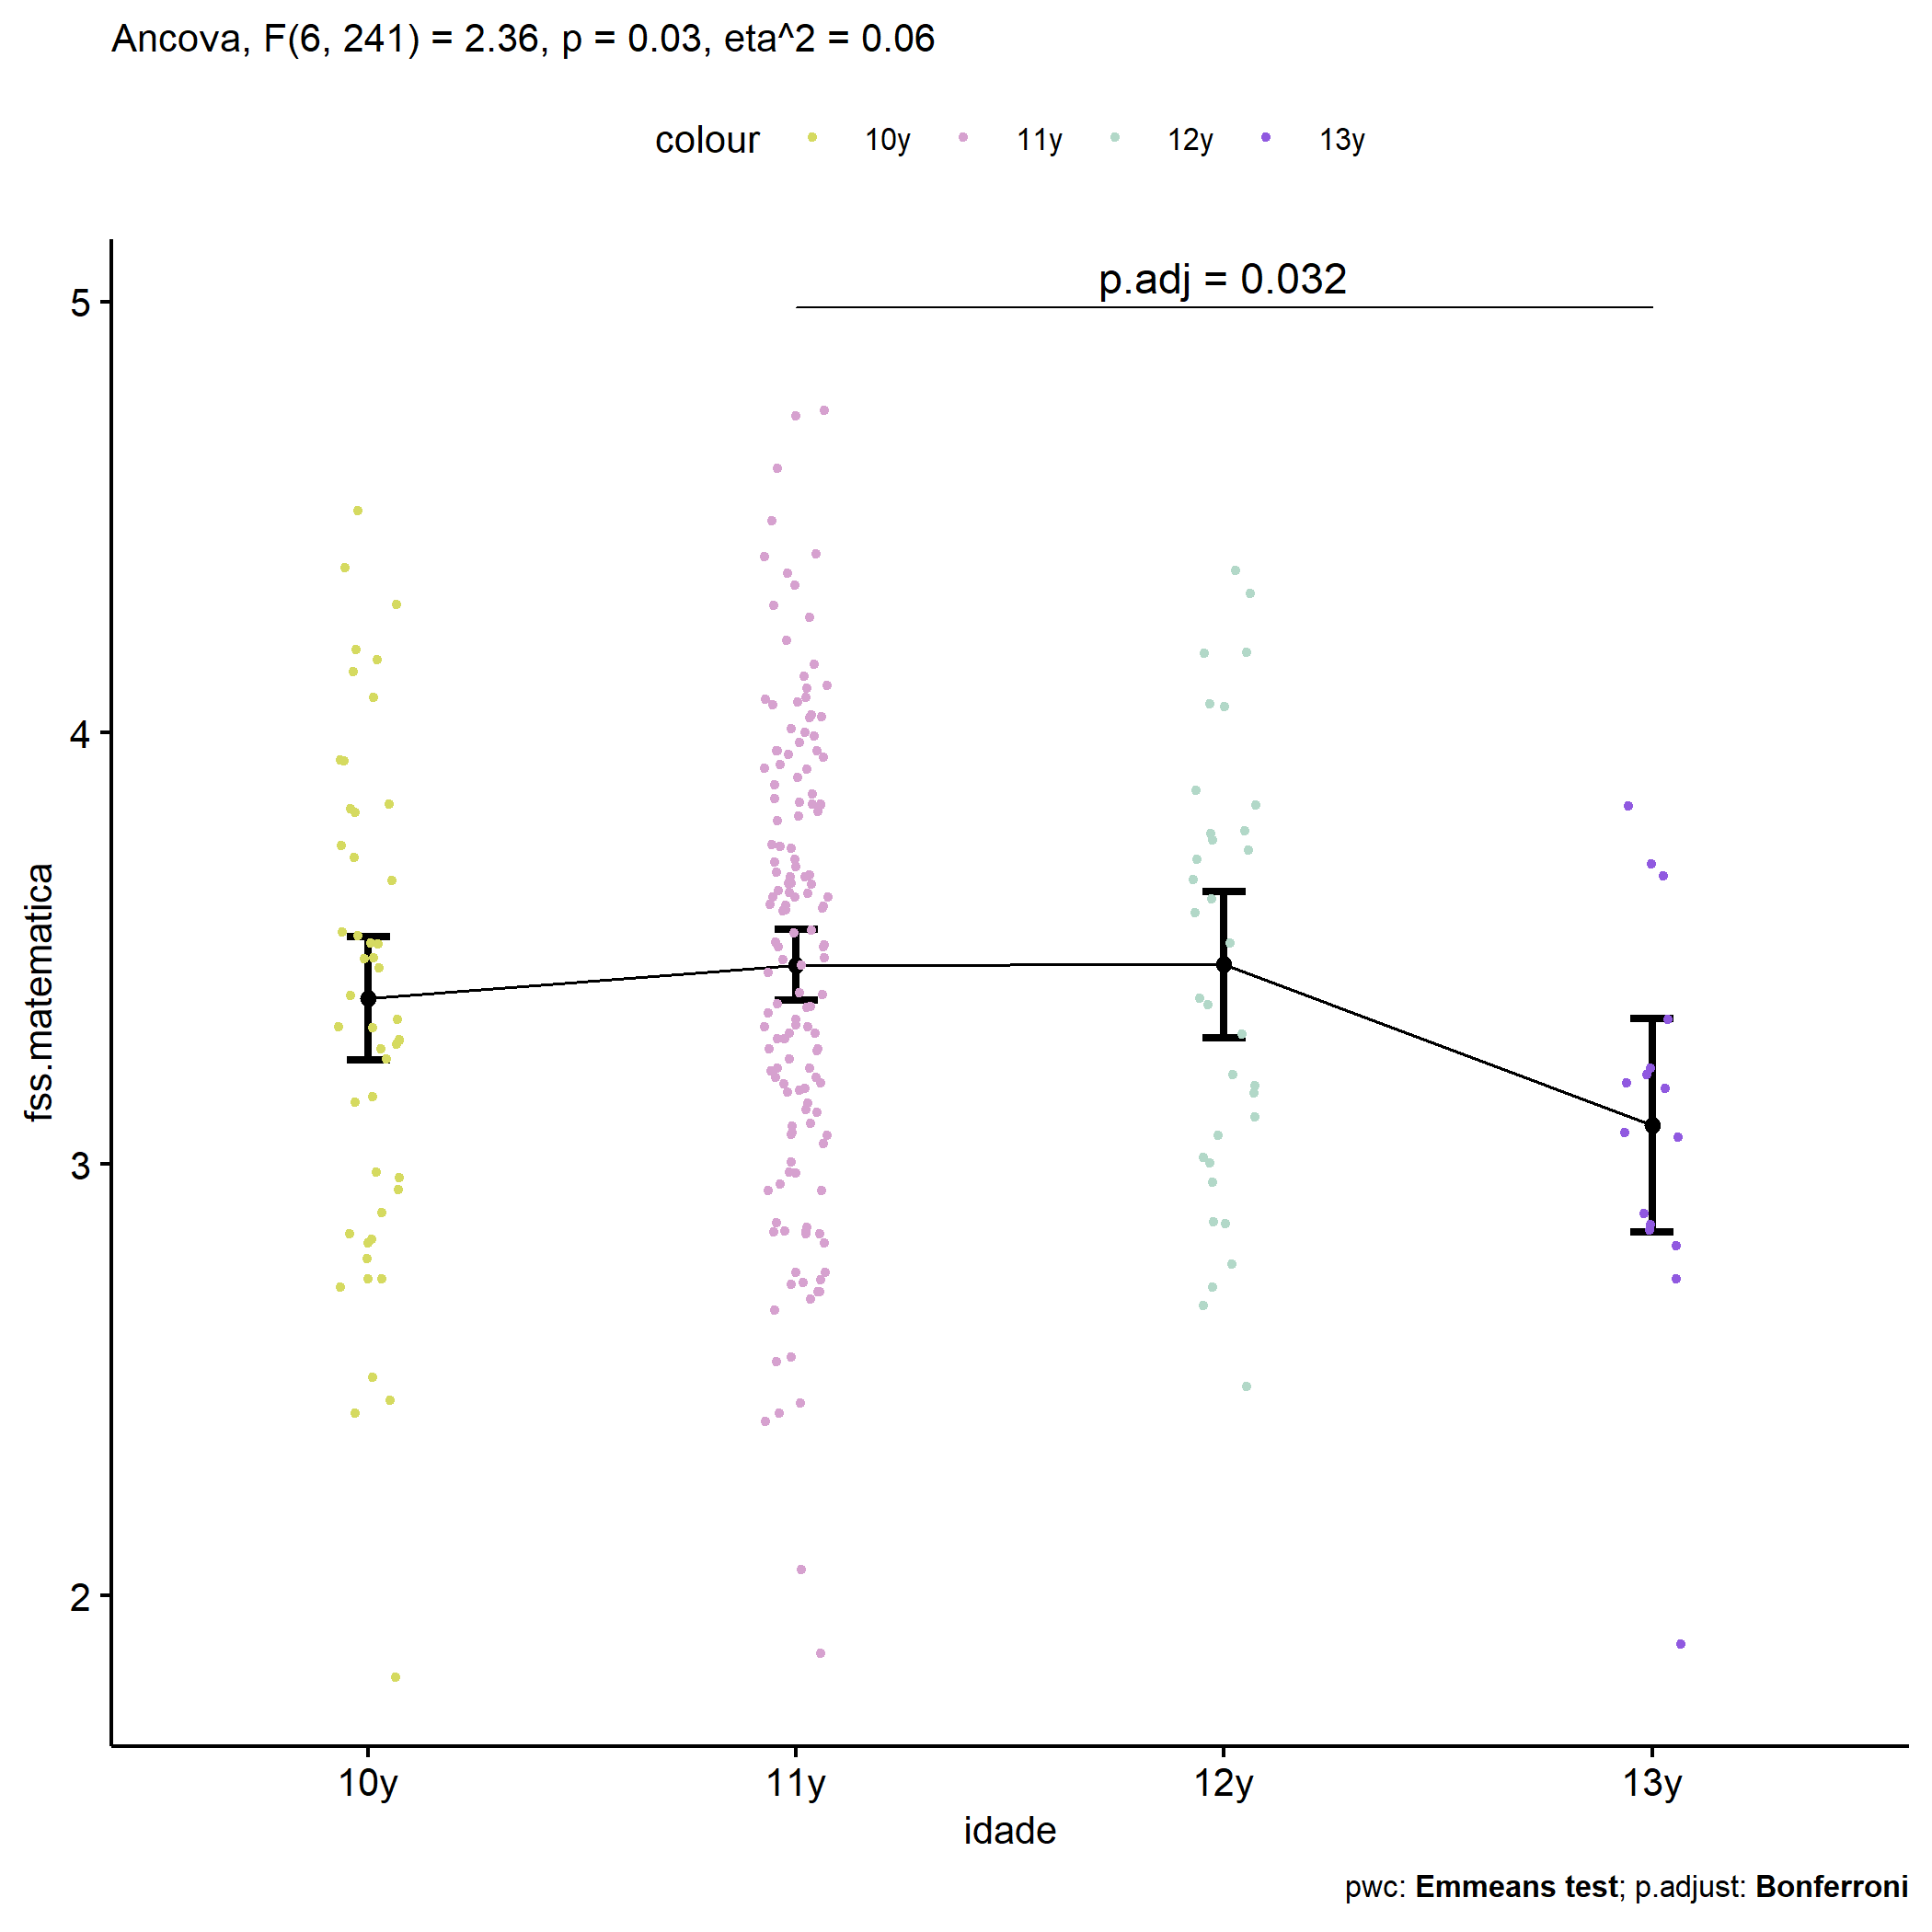 Ancova, F(6, 241) = 2.36, p = 0.03, eta^2 = 0.06
colour 10y 11y 12y 13y
p.adj = 0.032
5
4
3
2
fss.matematica
10y 11y 12y 13y
idade
pwc: Emmeans test; p.adjust: Bonferroni